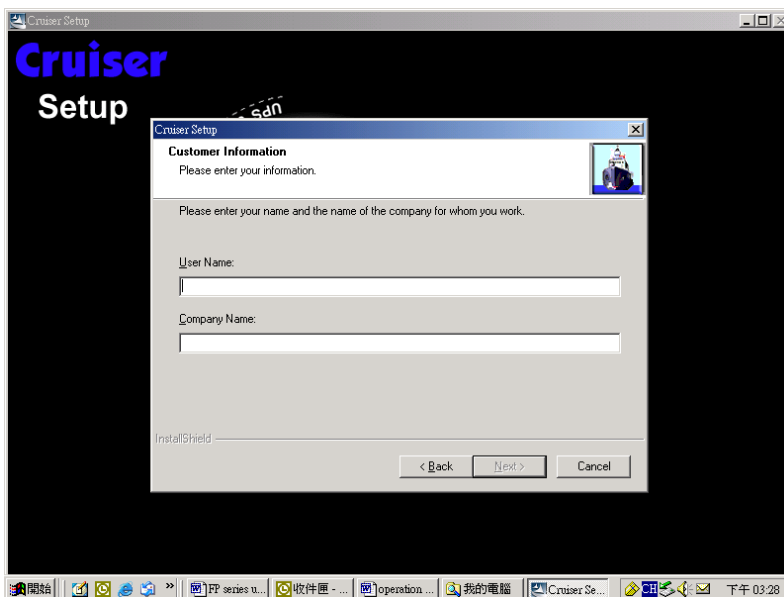 Cruiser Setup
Cruiser
Setup
UPS
Cruiser Setup
Customer Information
Please enter your information.
Please enter your name and the name of the company for whom you work.
User Name:
Company Name:
InstallShield
< Back Next > Cancel
開始 » FP series u... 收件匣 - ... operation ... 我的電腦 Cruiser Se... CH 下午 03:28